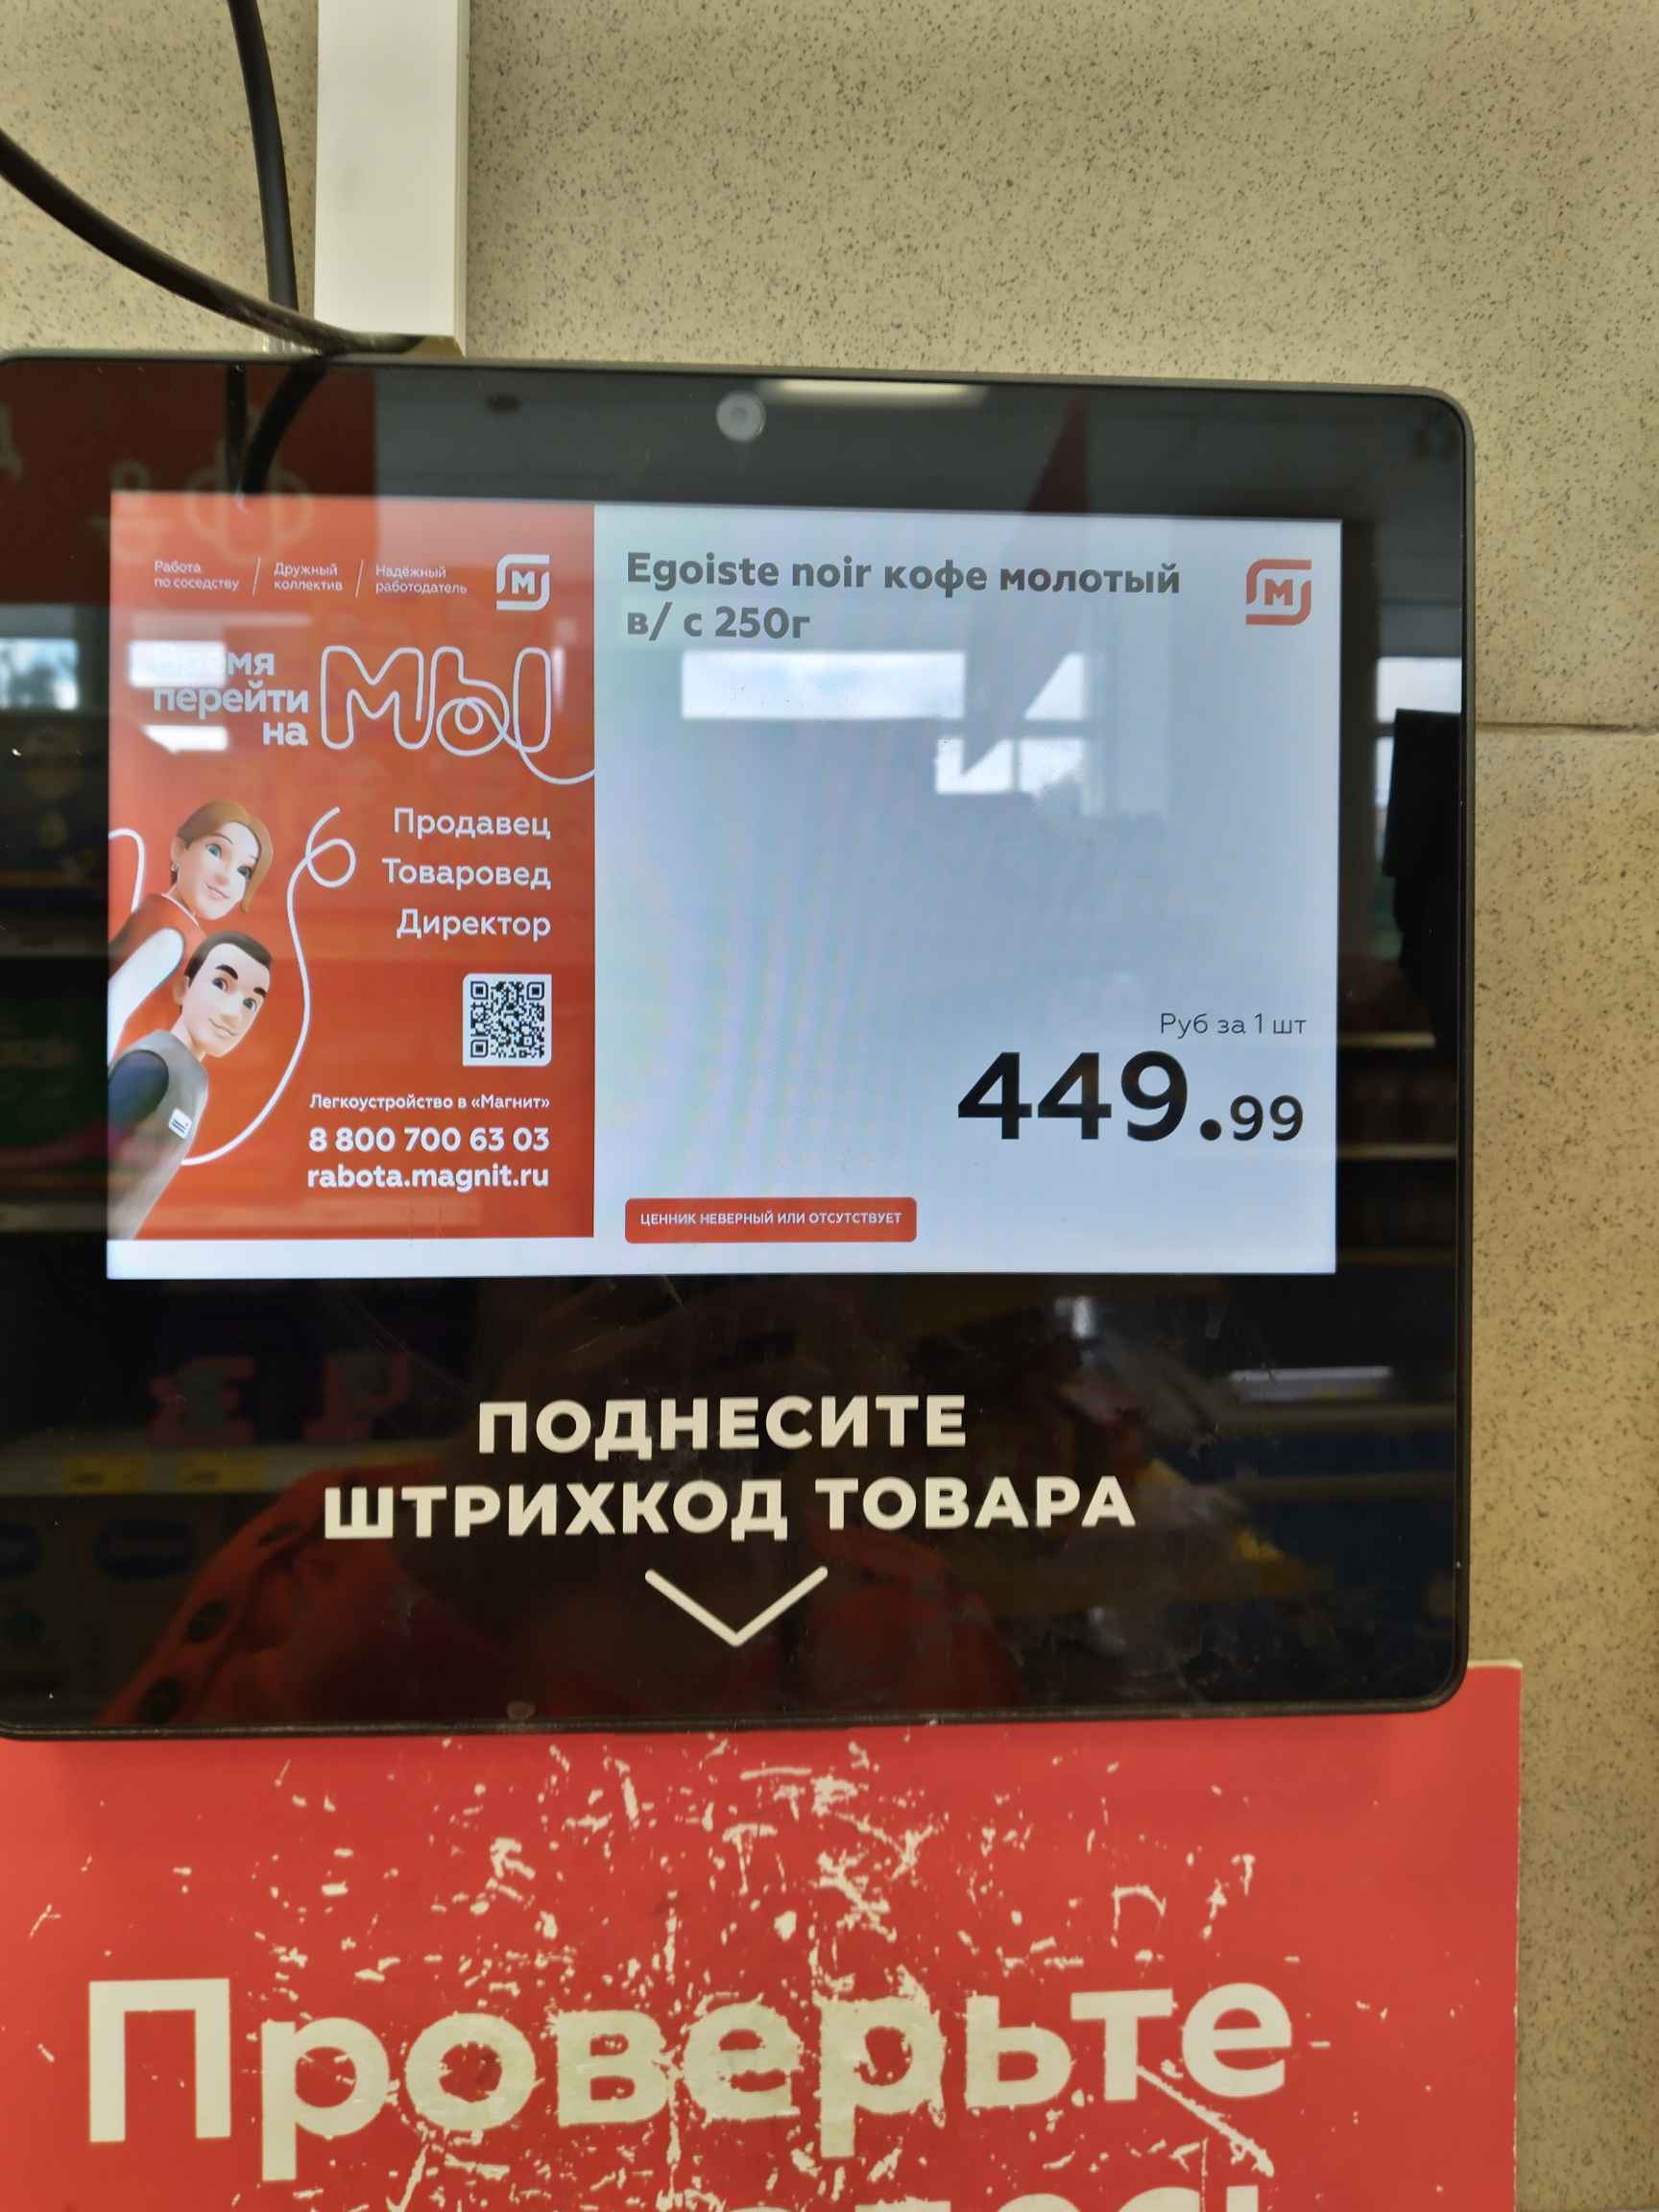 Работа
по соседству
Дружный
коллектив
Надёжный
работодатель
М
перейти
на
МЫ
Продавец
Товаровед
Директор
Легкоустройство в «Магнит»
8 800 700 63 03
rabota.magnit.ru
Egoiste noir кофе молотый
в/ с 250г
М
Руб за 1 шт
449.99
ЦЕННИК НЕВЕРНЫЙ ИЛИ ОТСУТСТВУЕТ
ПОДНЕСИТЕ
ШТРИХКОД ТОВАРА
Проверьте